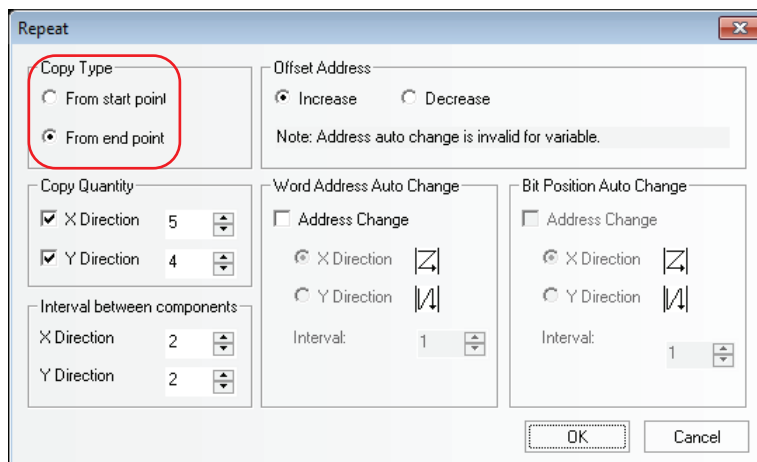 Repeat
Copy Type
From start point
From end point
Offset Address
Increase Decrease
Note: Address auto change is invalid for variable.
Copy Quantity
X Direction 5
Y Direction 4
Interval between components
X Direction 2
Y Direction 2
Word Address Auto Change
Address Change
X Direction
Y Direction
Interval: 1
Bit Position Auto Change
Address Change
X Direction
Y Direction
Interval: 1
OK Cancel